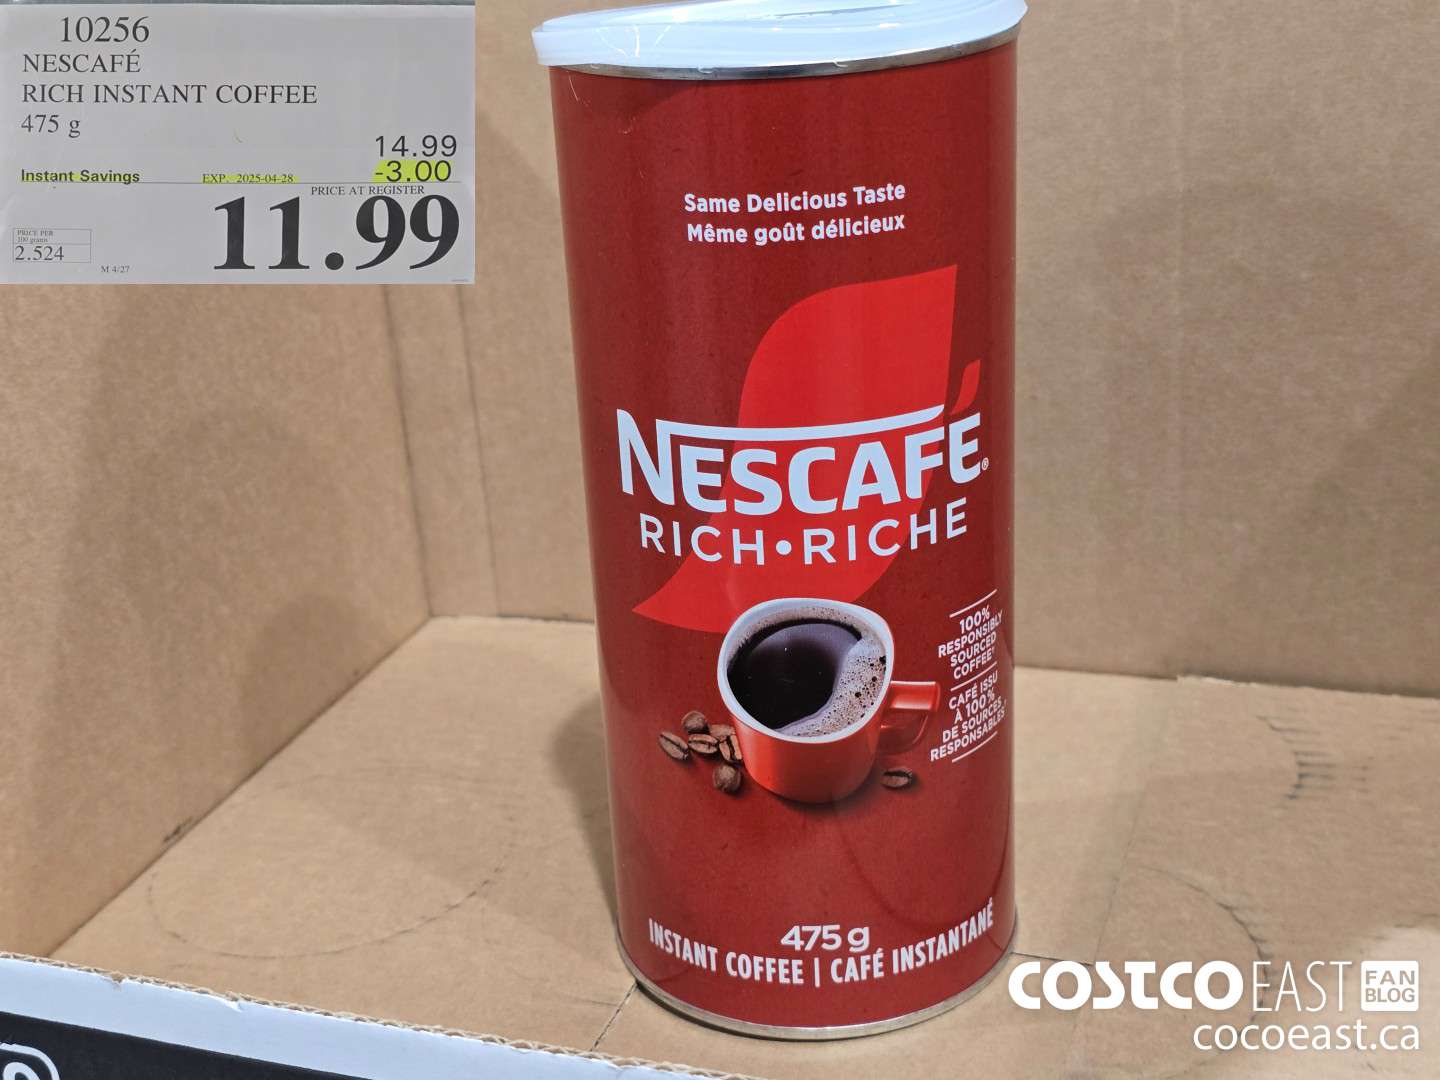 10256
NESCAFÉ
RICH INSTANT COFFEE
475 g
14.99
Instant Savings EXP. 2025-04-28 -3.00
PRICE AT REGISTER
11.99
PRICE PER
100 grams
2.524
M 4/27
Same Delicious Taste
Même goût délicieux
NESCAFÉ®
RICH•RICHE
100%
RESPONSIBLY
SOURCED
COFFEE
CAFÉ ISSU
À 100%
DE SOURCES
RESPONSABLES
475 g
INSTANT COFFEE | CAFÉ INSTANTANÉ
COSTCO EAST FAN BLOG
cocoeast.ca